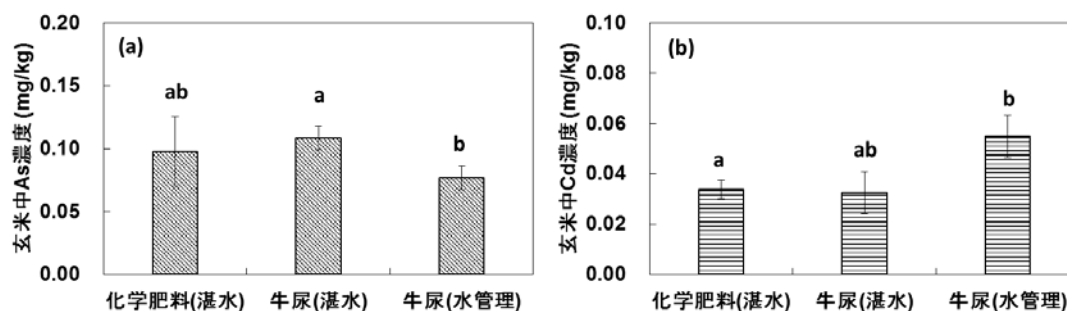 玄米中As濃度 (mg/kg)
0.20
0.15
0.10
0.05
0.00
(a)
ab
a
b
化学肥料(湛水)
牛尿(湛水)
牛尿(水管理)
玄米中Cd濃度 (mg/kg)
0.10
0.08
0.06
0.04
0.02
0.00
(b)
a
ab
b
化学肥料(湛水)
牛尿(湛水)
牛尿(水管理)